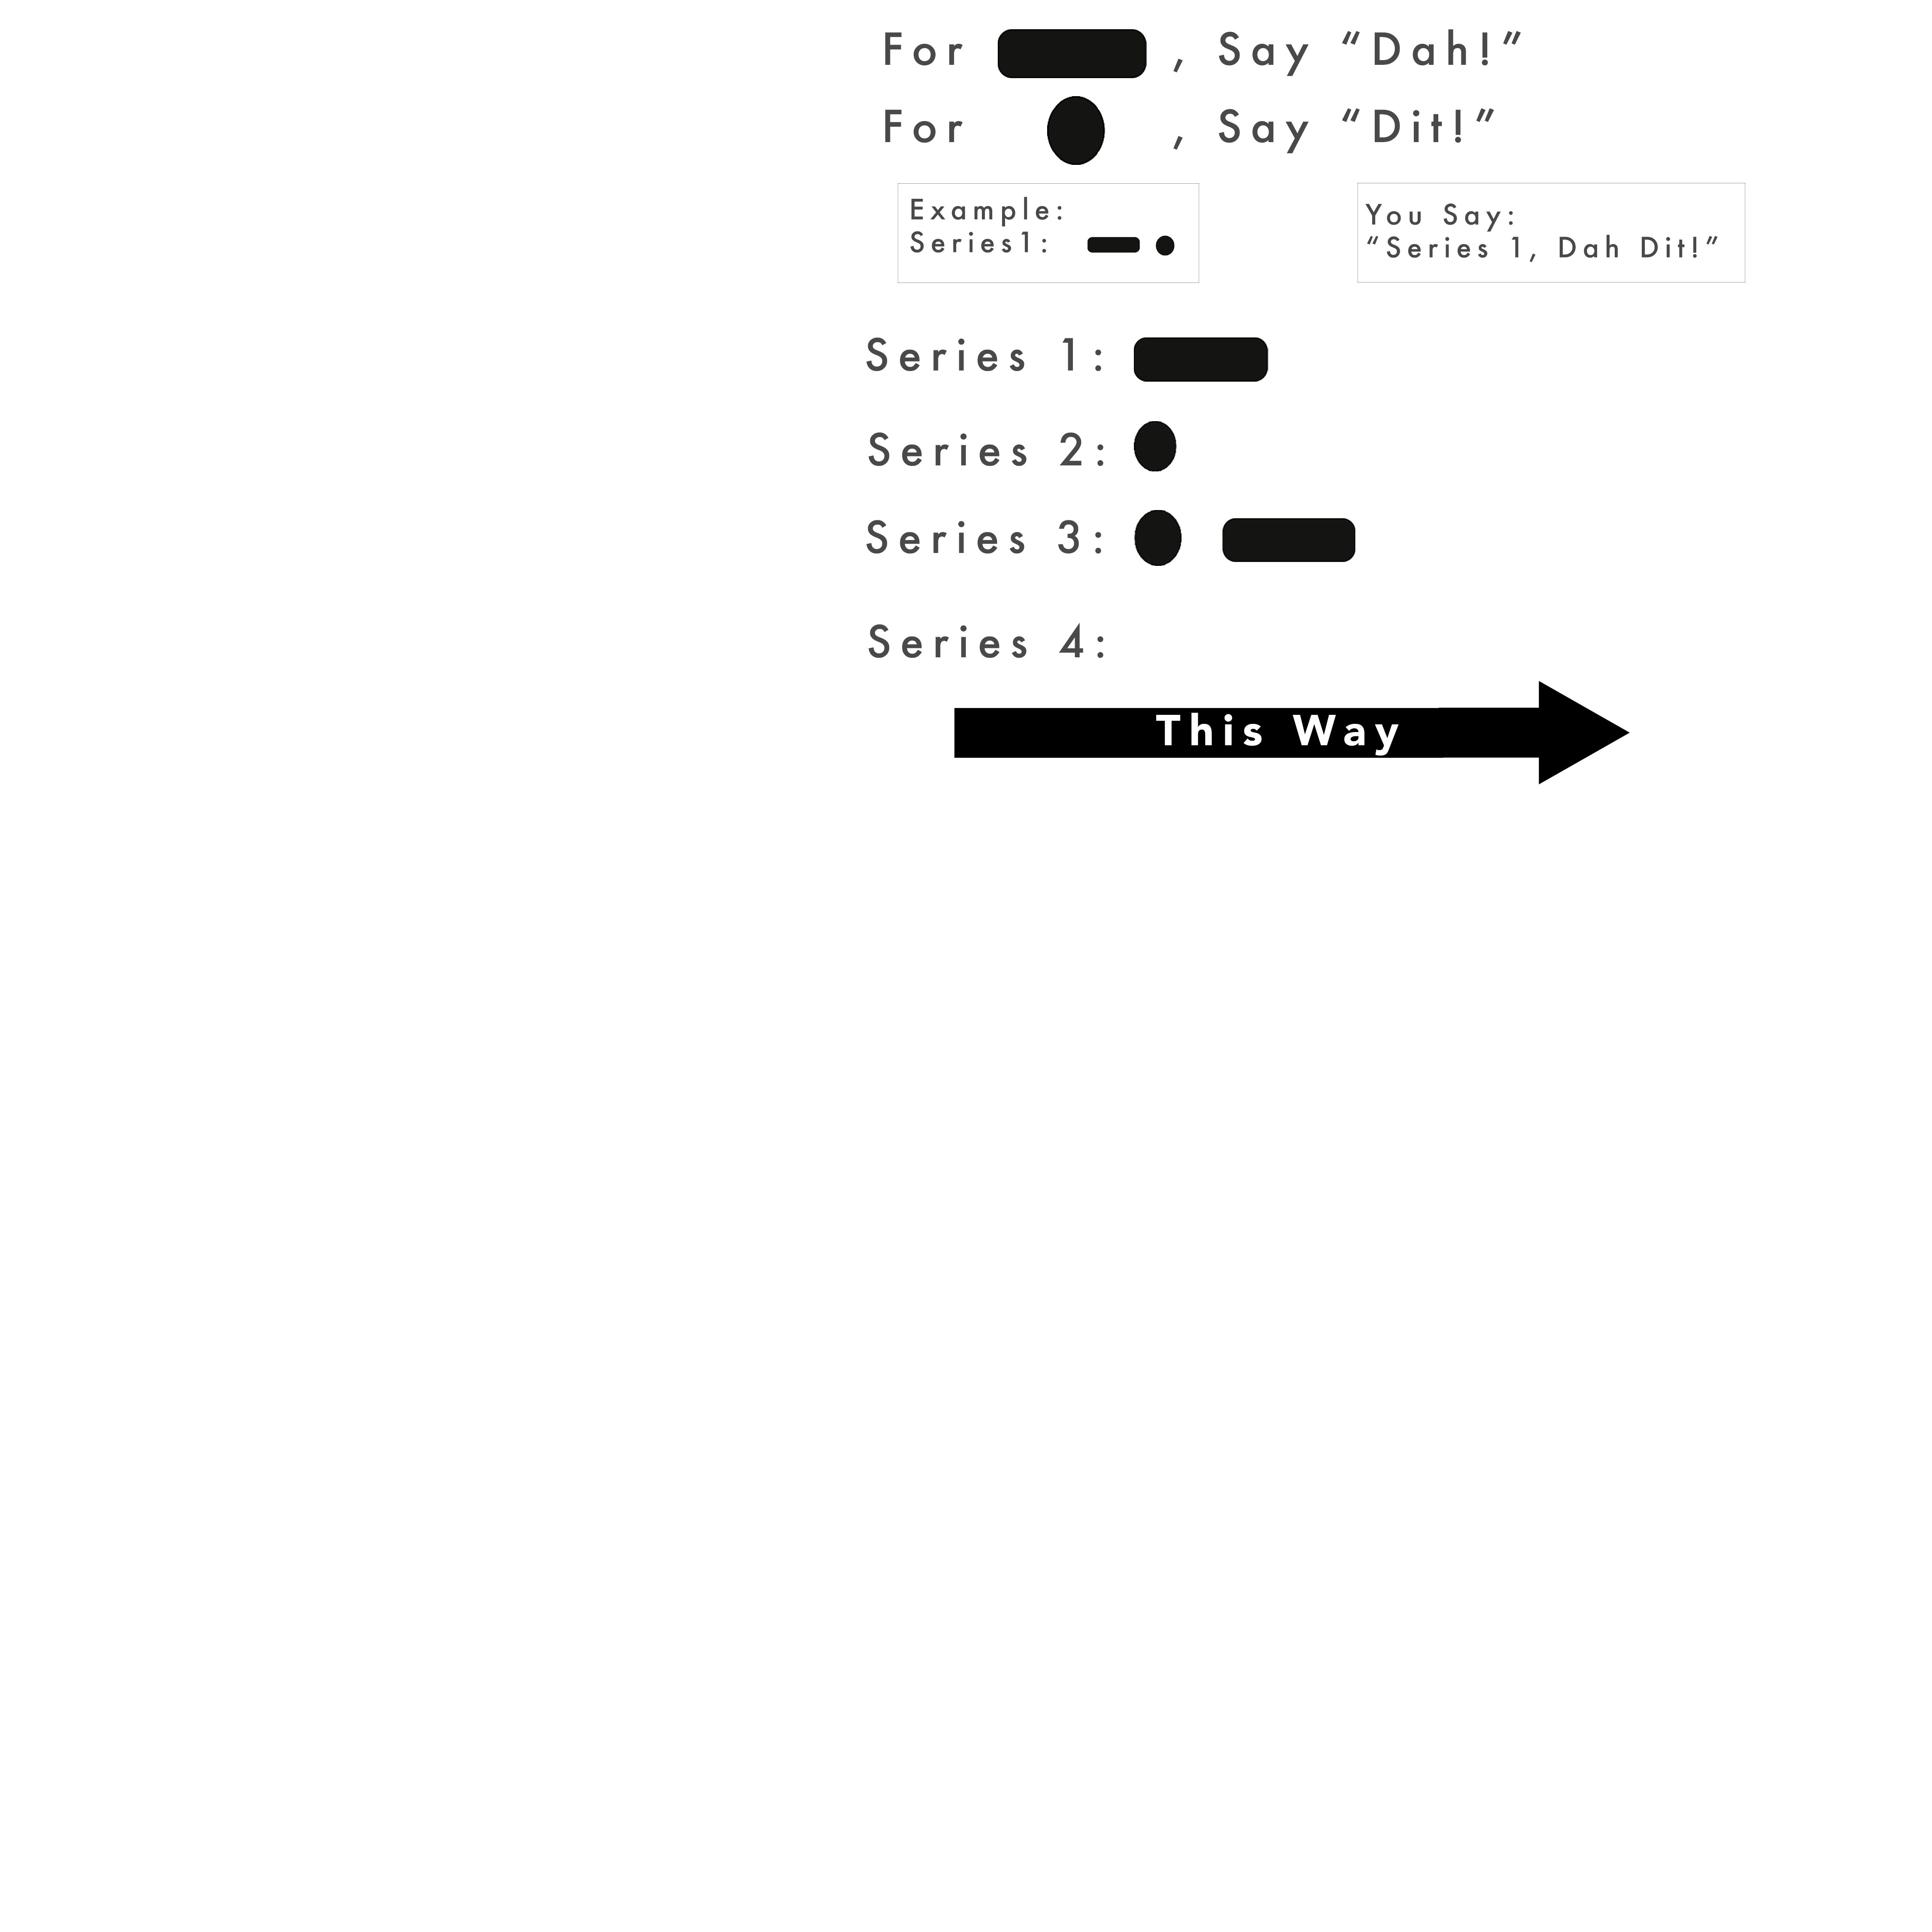 For , Say “Dah!”
For , Say “Dit!”
Example:
Series1:
You Say:
“Series 1, Dah Dit!”
Series 1:
Series 2:
Series 3:
Series 4:
This Way